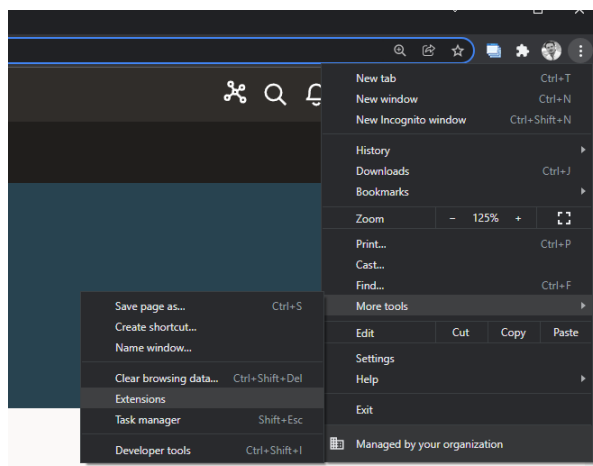 New tab Ctrl+T
New window Ctrl+N
New Incognito window Ctrl+Shift+N
History
Downloads Ctrl+J
Bookmarks
Zoom - 125% +
Print... Ctrl+P
Cast...
Find... Ctrl+F
More tools
Edit Cut Copy Paste
Settings
Help
Exit
Managed by your organization
Save page as... Ctrl+S
Create shortcut...
Name window...
Clear browsing data... Ctrl+Shift+Del
Extensions
Task manager Shift+Esc
Developer tools Ctrl+Shift+I